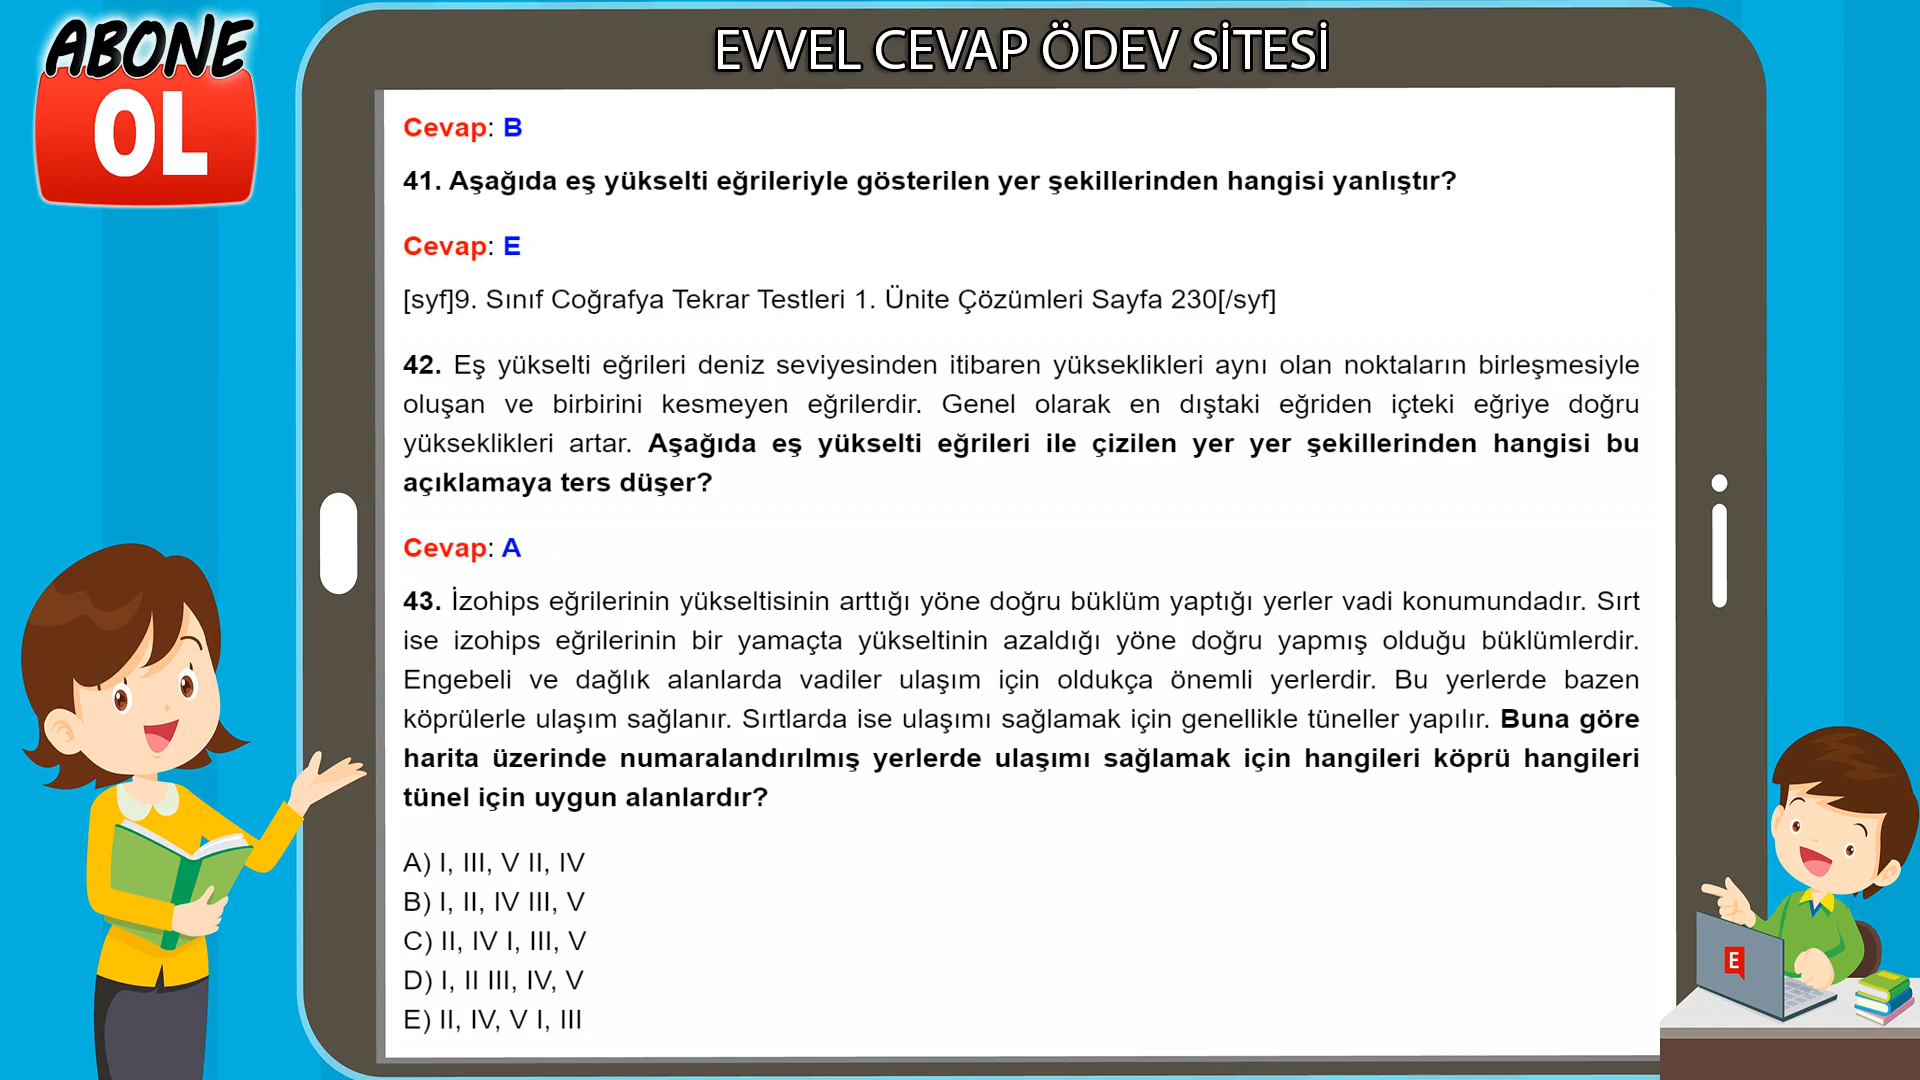 ABONE
OL
EVVEL CEVAP ÖDEV SİTESİ
Cevap: B
41. Aşağıda eş yükselti eğrileriyle gösterilen yer şekillerinden hangisi yanlıştır?
Cevap: E
[syf]9. Sınıf Coğrafya Tekrar Testleri 1. Ünite Çözümleri Sayfa 230[/syf]
42. Eş yükselti eğrileri deniz seviyesinden itibaren yükseklikleri aynı olan noktaların birleşmesiyle
oluşan ve birbirini kesmeyen eğrilerdir. Genel olarak en dıştaki eğriden içteki eğriye doğru
yükseklikleri artar. Aşağıda eş yükselti eğrileri ile çizilen yer yer şekillerinden hangisi bu
açıklamaya ters düşer?
Cevap: A
43. İzohips eğrilerinin yükseltisinin arttığı yöne doğru büklüm yaptığı yerler vadi konumundadır. Sırt
ise izohips eğrilerinin bir yamaçta yükseltinin azaldığı yöne doğru yapmış olduğu büklümlerdir.
Engebeli ve dağlık alanlarda vadiler ulaşım için oldukça önemli yerlerdir. Bu yerlerde bazen
köprülerle ulaşım sağlanır. Sırtlarda ise ulaşımı sağlamak için genellikle tüneller yapılır. Buna göre
harita üzerinde numaralandırılmış yerlerde ulaşımı sağlamak için hangileri köprü hangileri
tünel için uygun alanlardır?
A) I, III, V II, IV
B) I, II, IV III, V
C) II, IV I, III, V
D) I, II III, IV, V
E) II, IV, V I, III
E